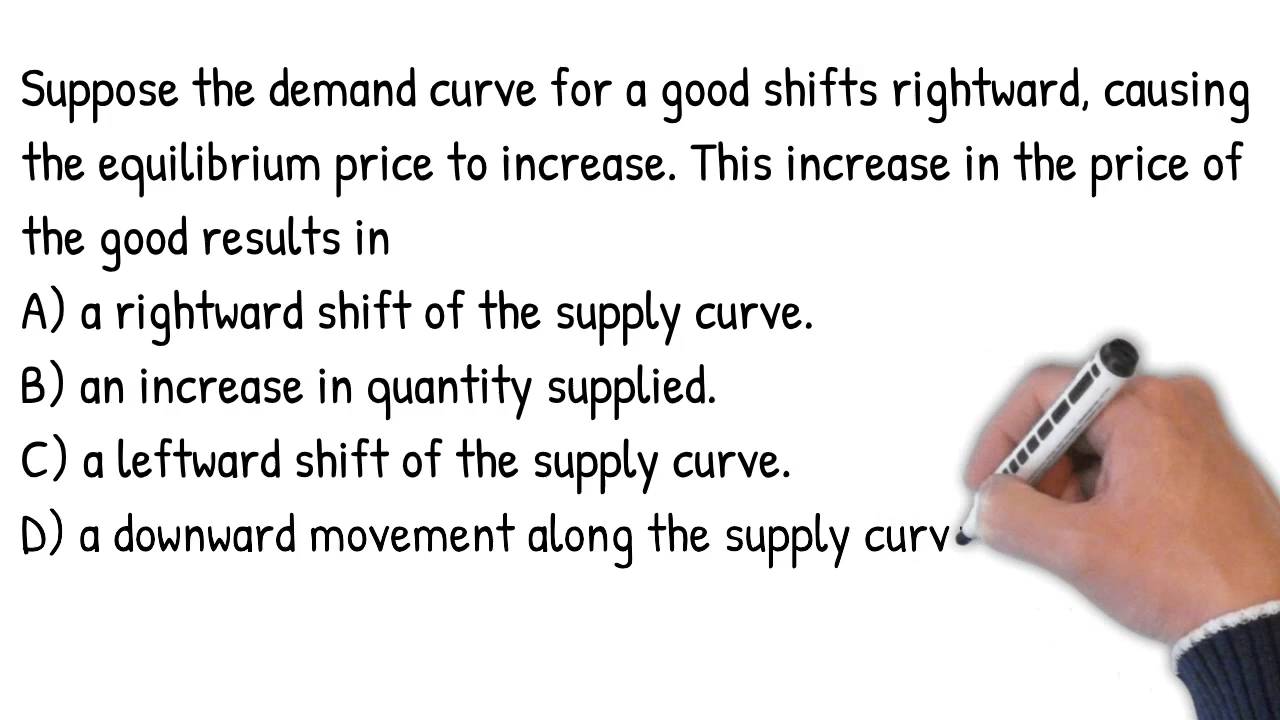 Suppose the demand curve for a good shifts rightward, causing
the equilibrium price to increase. This increase in the price of
the good results in
A) a rightward shift of the supply curve.
B) an increase in quantity supplied.
C) a leftward shift of the supply curve.
D) a downward movement along the supply curv